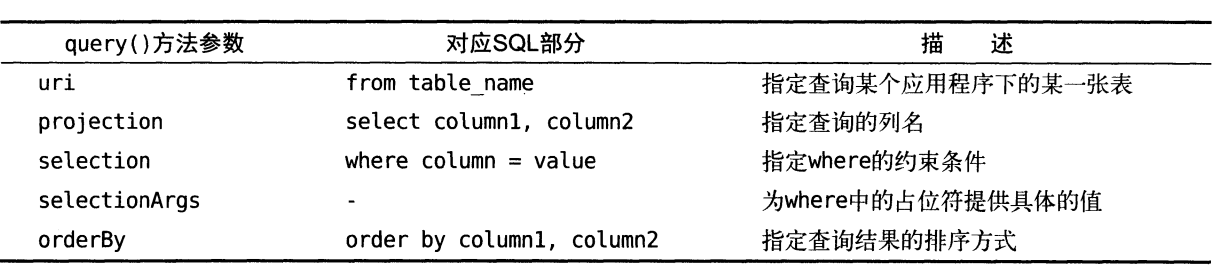 query()方法参数 对应SQL部分 描 述
uri from table_name 指定查询某个应用程序下的某一张表
projection select column1, column2 指定查询的列名
selection where column = value 指定where的约束条件
selectionArgs - 为where中的占位符提供具体的值
orderBy order by column1, column2 指定查询结果的排序方式